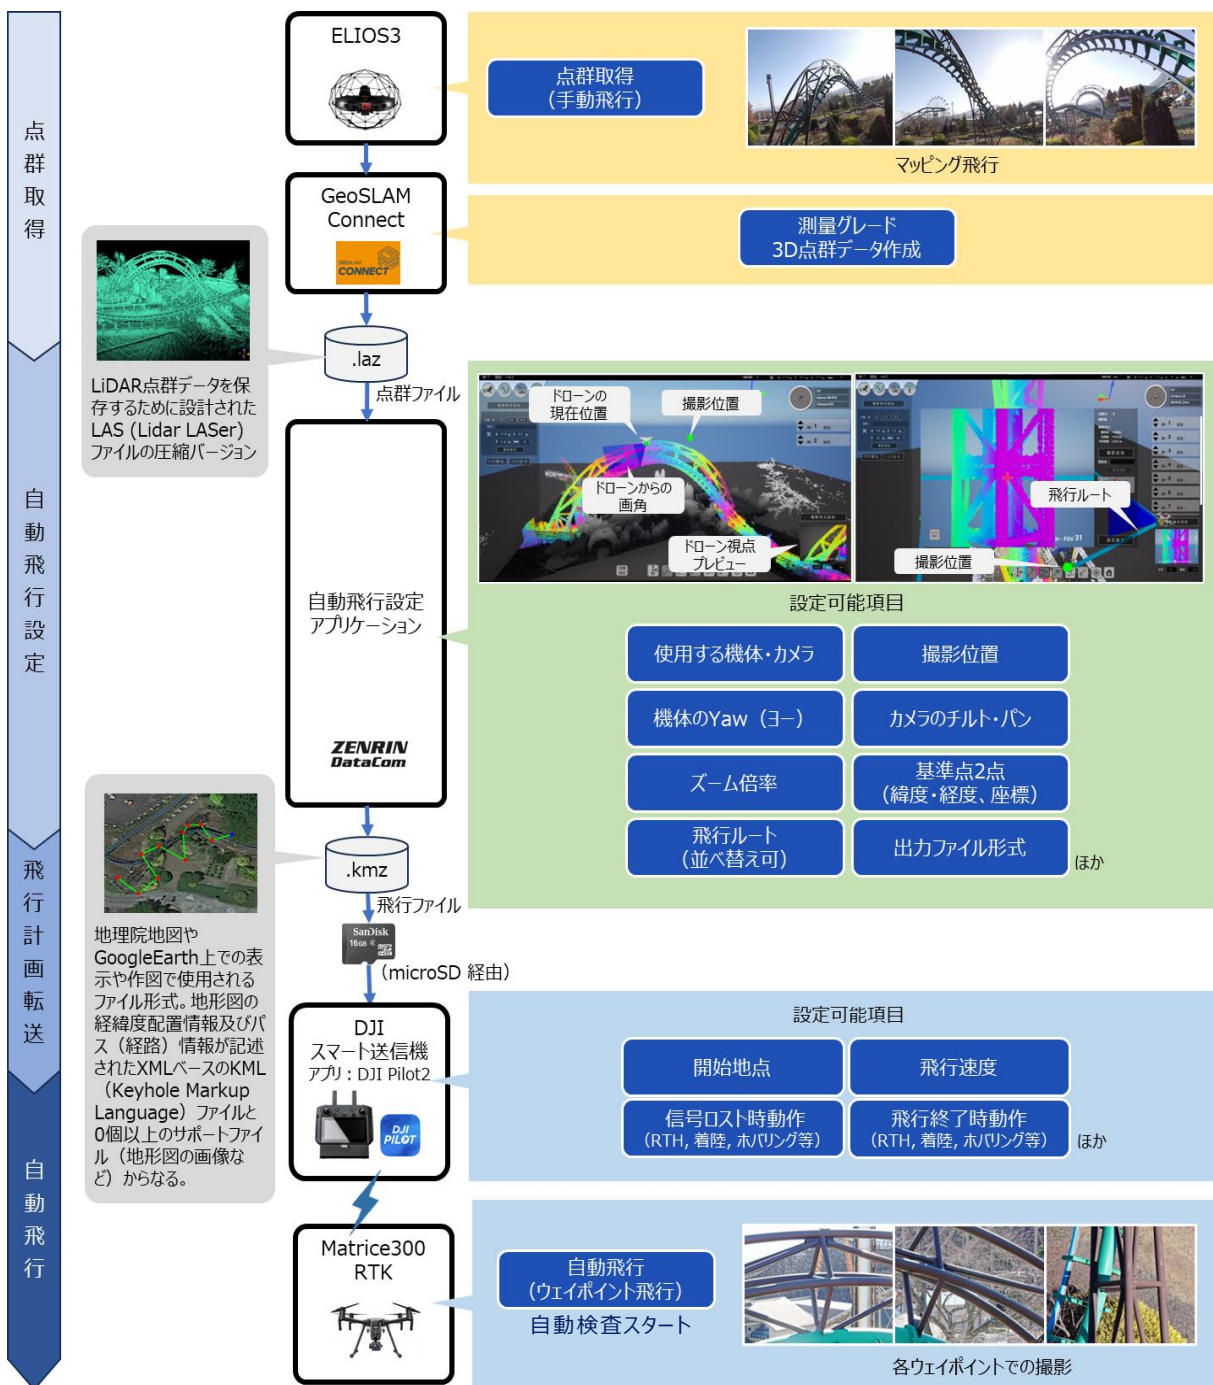 点群取得
自動飛行設定
飛行計画転送
自動飛行
ELIOS3
点群取得
(手動飛行)
マッピング飛行
GeoSLAM
Connect
CONNECT
測量グレード
3D点群データ作成
.laz
点群ファイル
LiDAR点群データを保
存するために設計された
LAS (Lidar LASer)
ファイルの圧縮バージョン
自動飛行設定
アプリケーション
ZENRIN
DataCom
ドローンの
現在位置
撮影位置
ドローンからの
画角
ドローン視点
プレビュー
飛行ルート
撮影位置
設定可能項目
使用する機体・カメラ
撮影位置
機体のYaw(ヨー)
カメラのチルト・パン
ズーム倍率
基準点2点
(緯度・経度、座標)
飛行ルート
(並べ替え可)
出力ファイル形式
ほか
.kmz
飛行ファイル
SanDisk
16GB
(microSD 経由)
地理院地図や
GoogleEarth上での表
示や作図で使用される
ファイル形式。地形図の
経緯度配置情報及びパ
ス(経路)情報が記述
されたXMLベースのKML
(Keyhole Markup
Language)ファイルと
0個以上のサポートファイ
ル(地形図の画像な
ど)からなる。
DJI
スマート送信機
アプリ:DJI Pilot2
DJI
PILOT
設定可能項目
開始地点
飛行速度
信号ロスト時動作
(RTH, 着陸, ホバリング等)
飛行終了時動作
(RTH, 着陸, ホバリング等)
ほか
Matrice300
RTK
自動飛行
(ウェイポイント飛行)
自動検査スタート
各ウェイポイントでの撮影